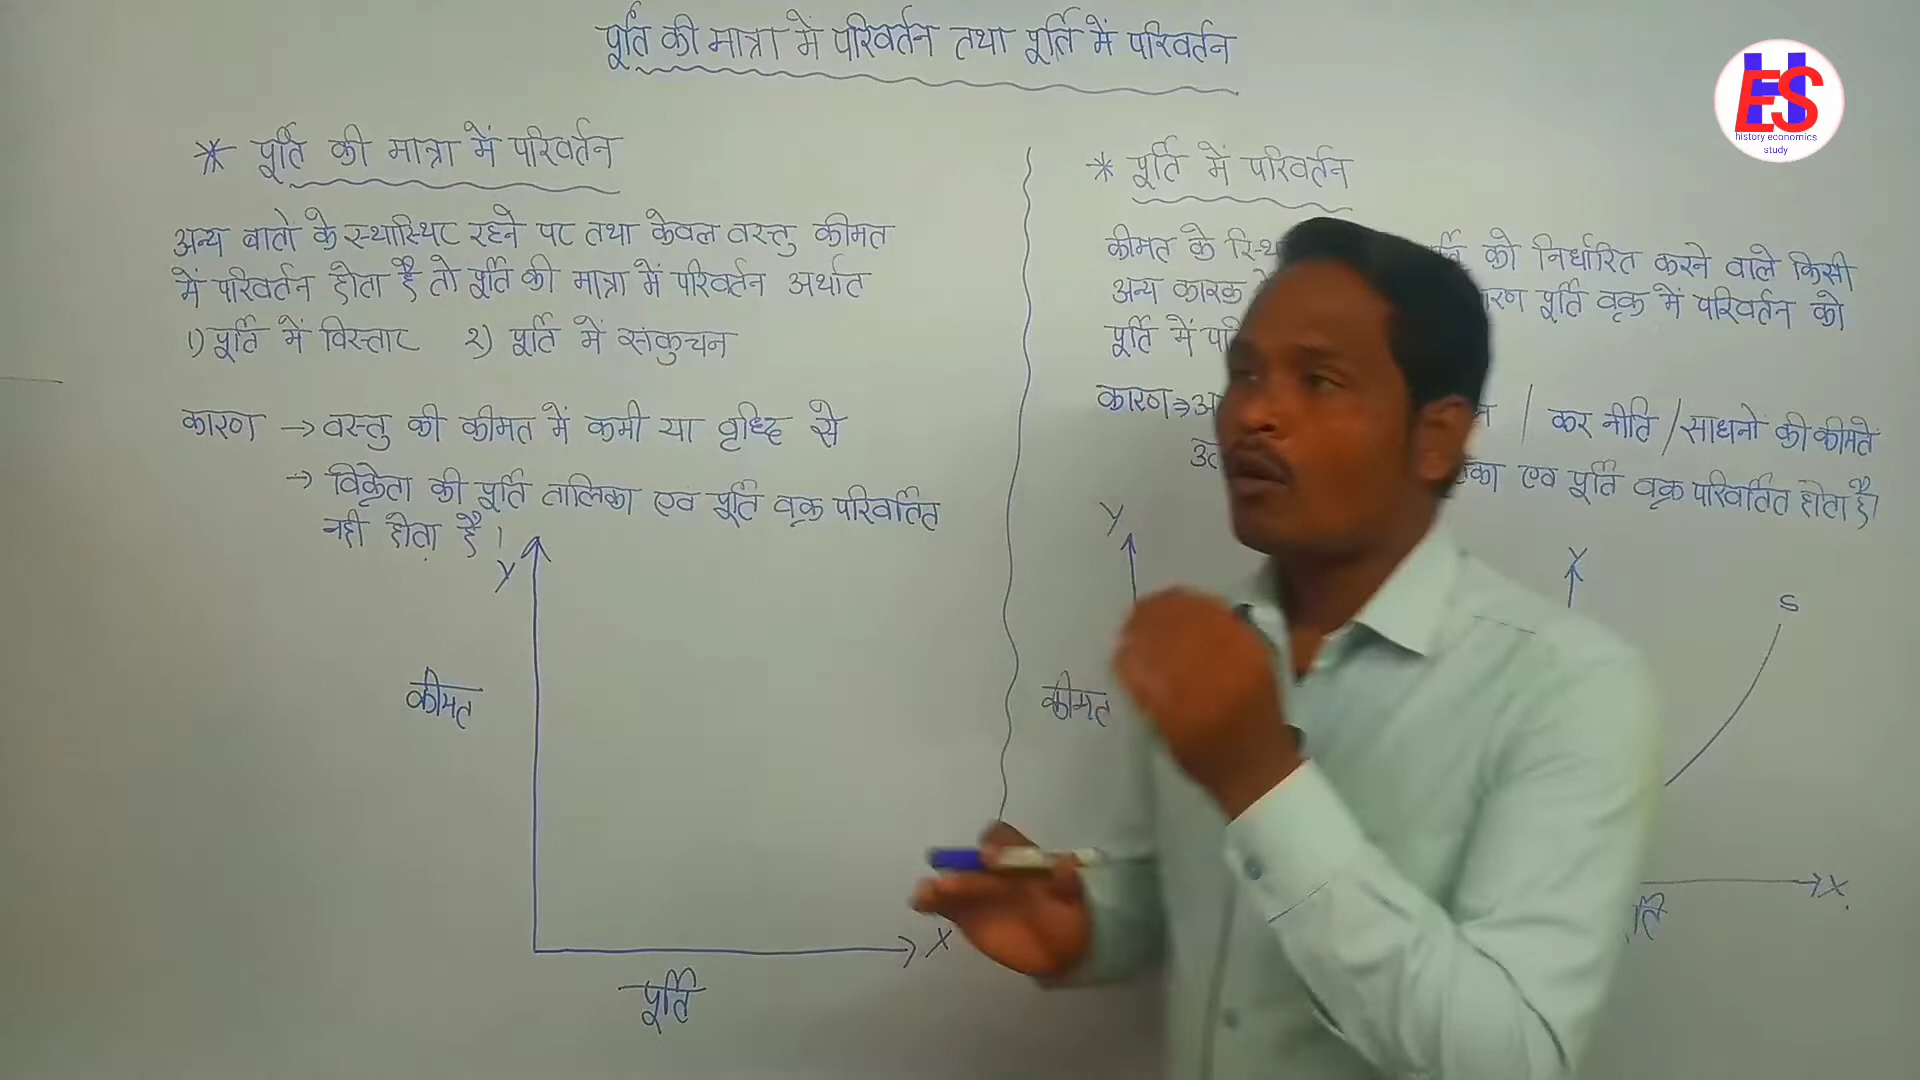 पूर्ति की मात्रा में परिवर्तन तथा पूर्ति में परिवर्तन
HES
history economics
study
* पूर्ति की मात्रा में परिवर्तन
अन्य बातों के स्थास्थिर रहने पर तथा केवल वस्तु कीमत
में परिवर्तन होता है तो पूर्ति की मात्रा में परिवर्तन अर्थात
1) पूर्ति में विस्तार 2) पूर्ति में संकुचन
कारण → वस्तु की कीमत में कमी या वृध्दि से
→ विक्रेता की पूर्ति तालिका एवं पूर्ति वक्र परिवर्तित
नही होता है।
Y
कीमत
X
पूर्ति
* पूर्ति में परिवर्तन
कीमत के को निर्धारित करने वाले किसी
अन्य कारक पूर्ति वक्र में परिवर्तन को
पूर्ति में
कारण ⇒ / कर नीति / साधनो की कीमतें
एवं पूर्ति वक्र परिवर्तित होता है।
Y
कीमत
Y
S
X